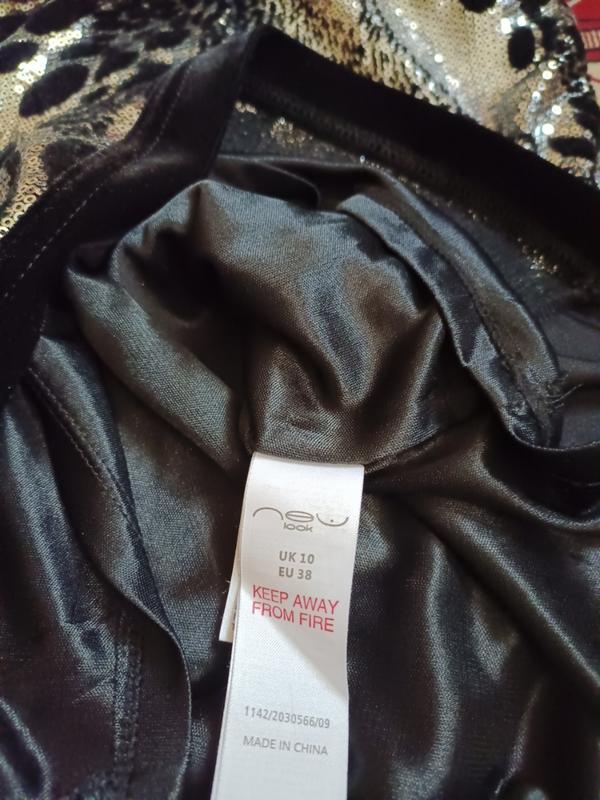 new
look
UK 10
EU 38
KEEP AWAY
FROM FIRE
1142/2030566/09
MADE IN CHINA